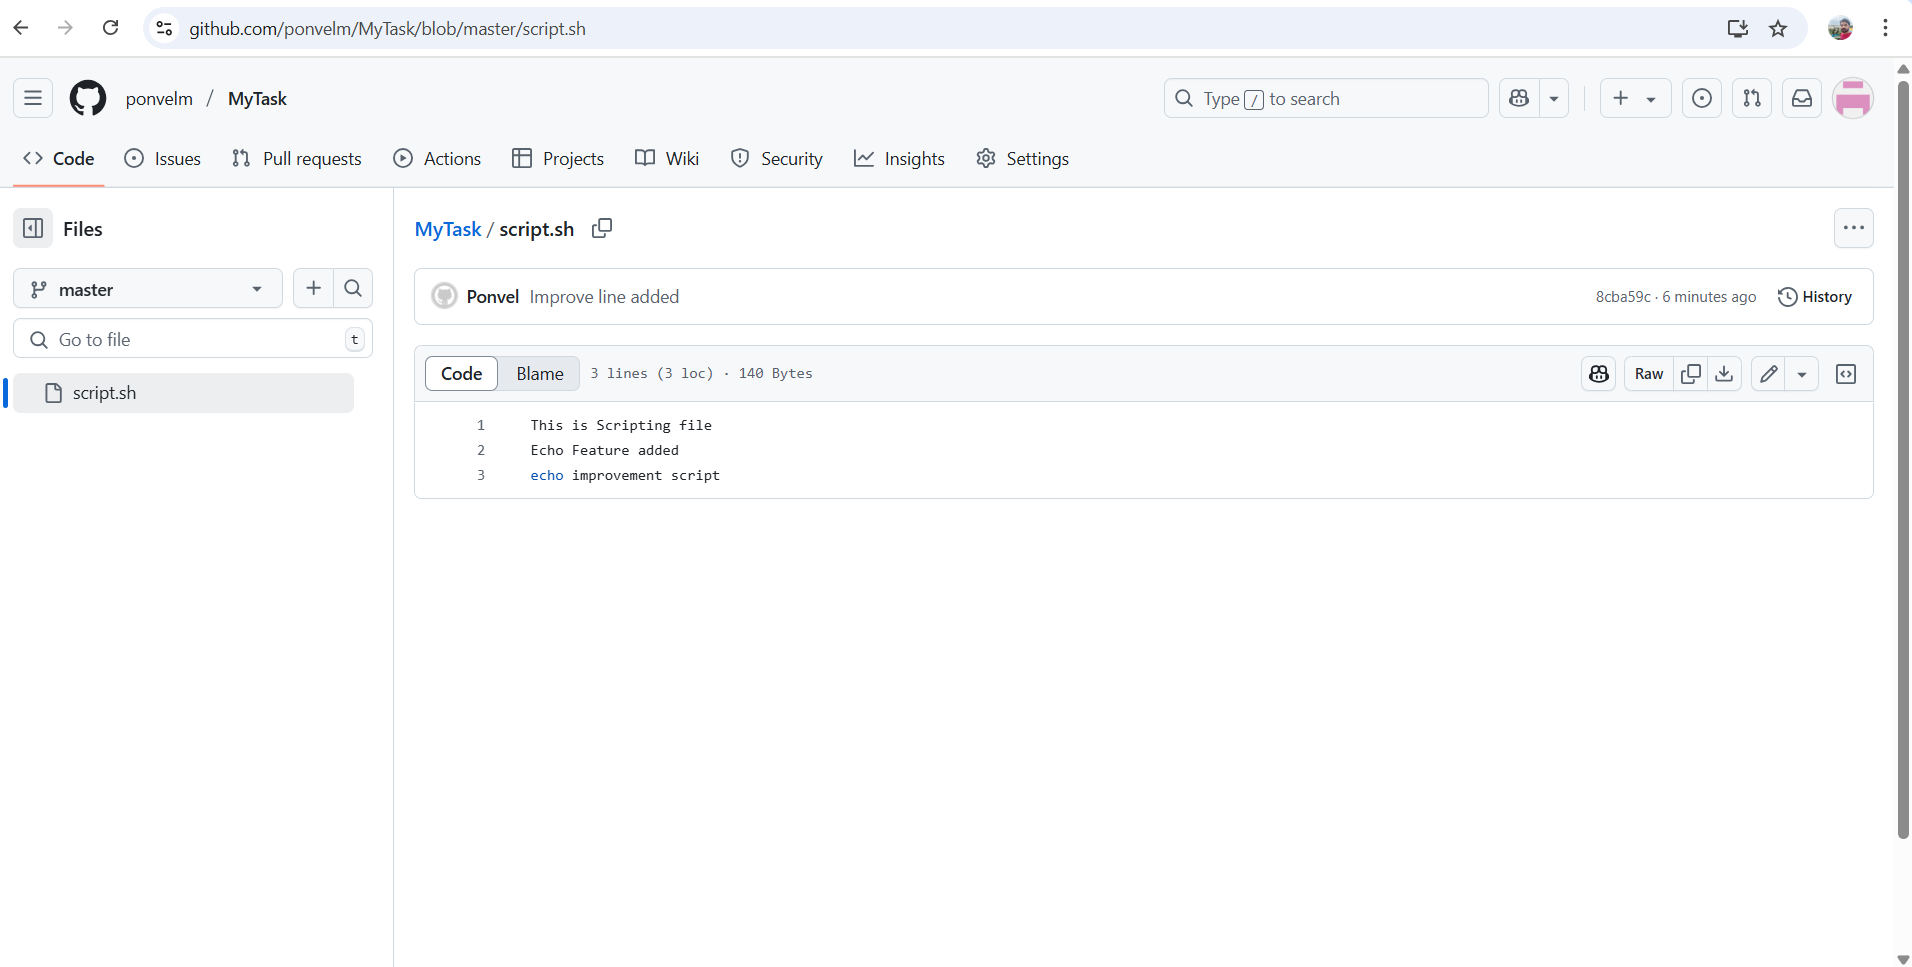 github.com/ponvelm/MyTask/blob/master/script.sh
ponvelm / MyTask
Type / to search
Code Issues Pull requests Actions Projects Wiki Security Insights Settings
Files
master
Go to file t
script.sh
MyTask / script.sh
Ponvel Improve line added 8cba59c · 6 minutes ago History
Code Blame 3 lines (3 loc) · 140 Bytes Raw
1 This is Scripting file
2 Echo Feature added
3 echo improvement script